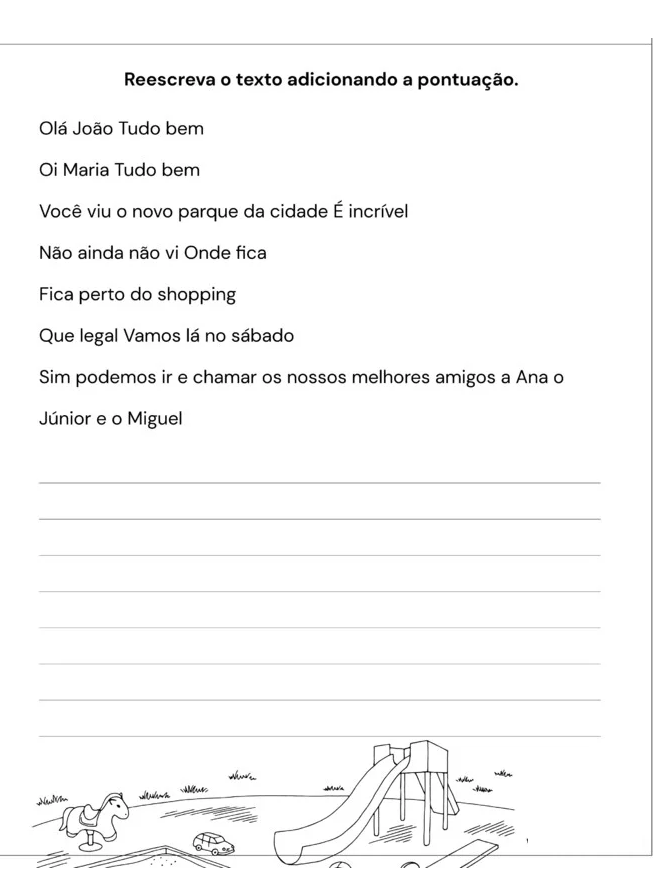 Reescreva o texto adicionando a pontuação.
Olá João Tudo bem
Oi Maria Tudo bem
Você viu o novo parque da cidade É incrível
Não ainda não vi Onde fica
Fica perto do shopping
Que legal Vamos lá no sábado
Sim podemos ir e chamar os nossos melhores amigos a Ana o
Júnior e o Miguel